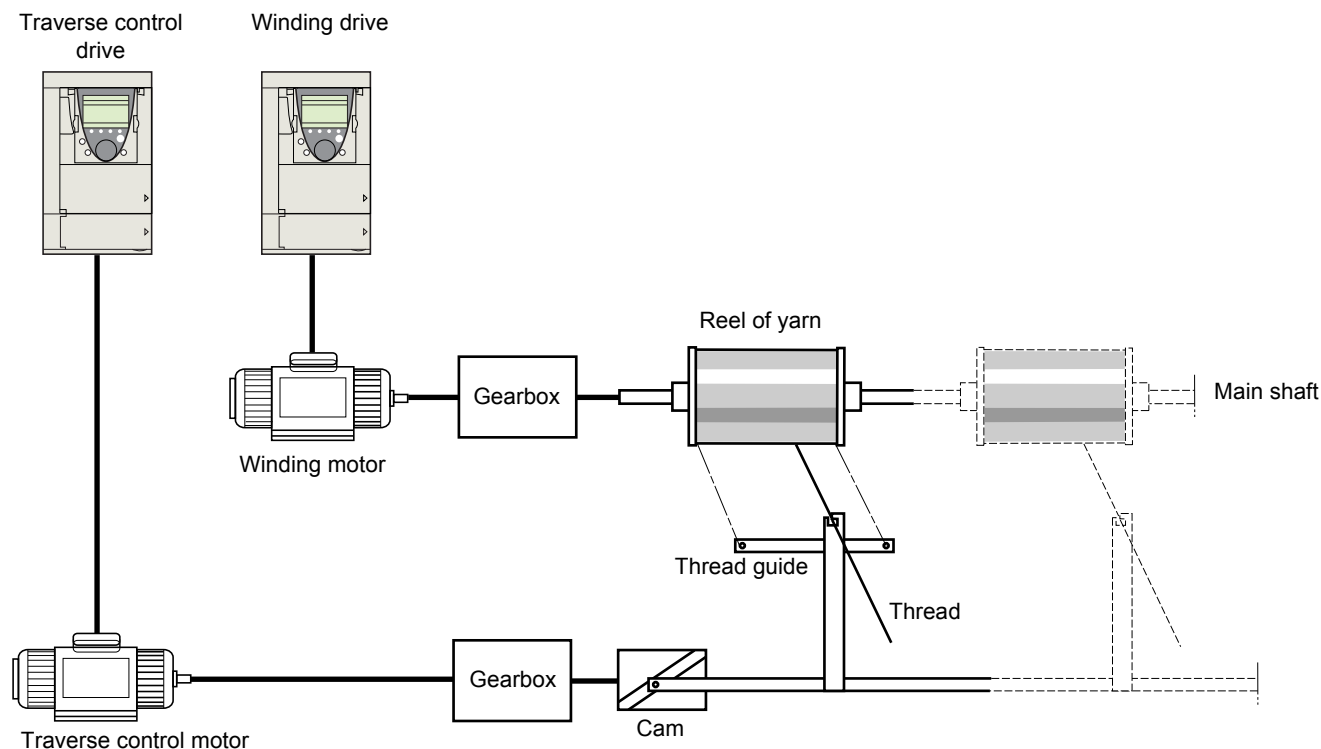 Traverse control
drive
Winding drive
Reel of yarn
Gearbox
Main shaft
Winding motor
Thread guide
Thread
Gearbox
Cam
Traverse control motor